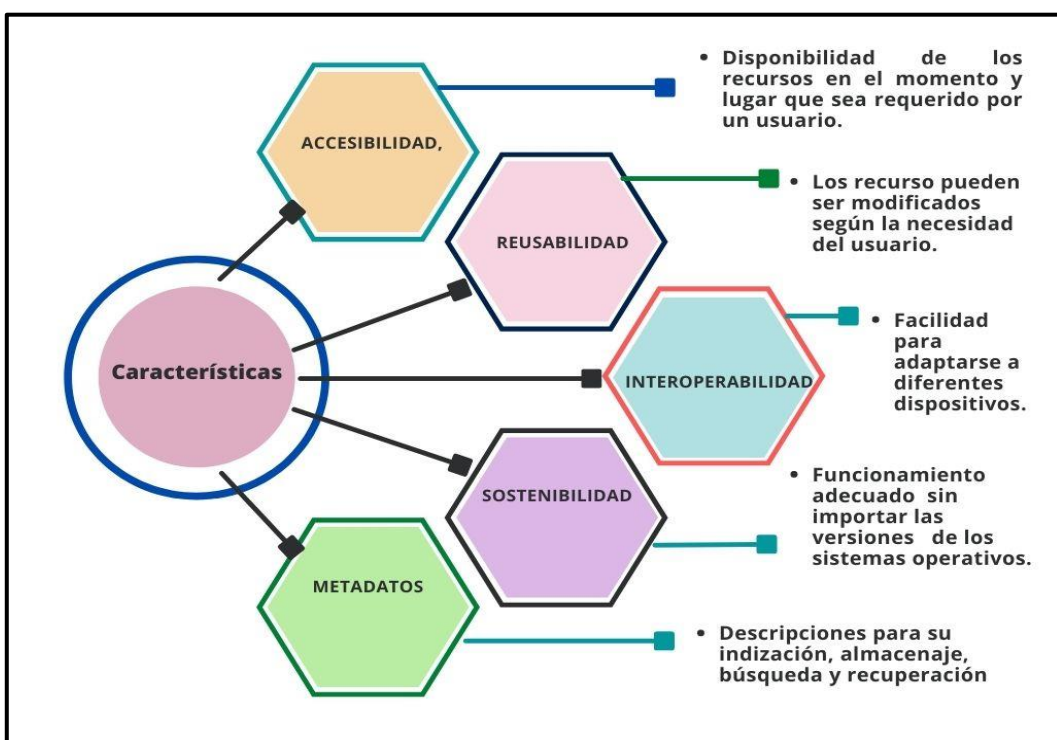 Características
ACCESIBILIDAD,
• Disponibilidad de los
recursos en el momento y
lugar que sea requerido por
un usuario.
REUSABILIDAD
• Los recurso pueden
ser modificados
según la necesidad
del usuario.
INTEROPERABILIDAD
• Facilidad
para
adaptarse a
diferentes
dispositivos.
SOSTENIBILIDAD
• Funcionamiento
adecuado sin
importar las
versiones de los
sistemas operativos.
METADATOS
• Descripciones para su
indización, almacenaje,
búsqueda y recuperación